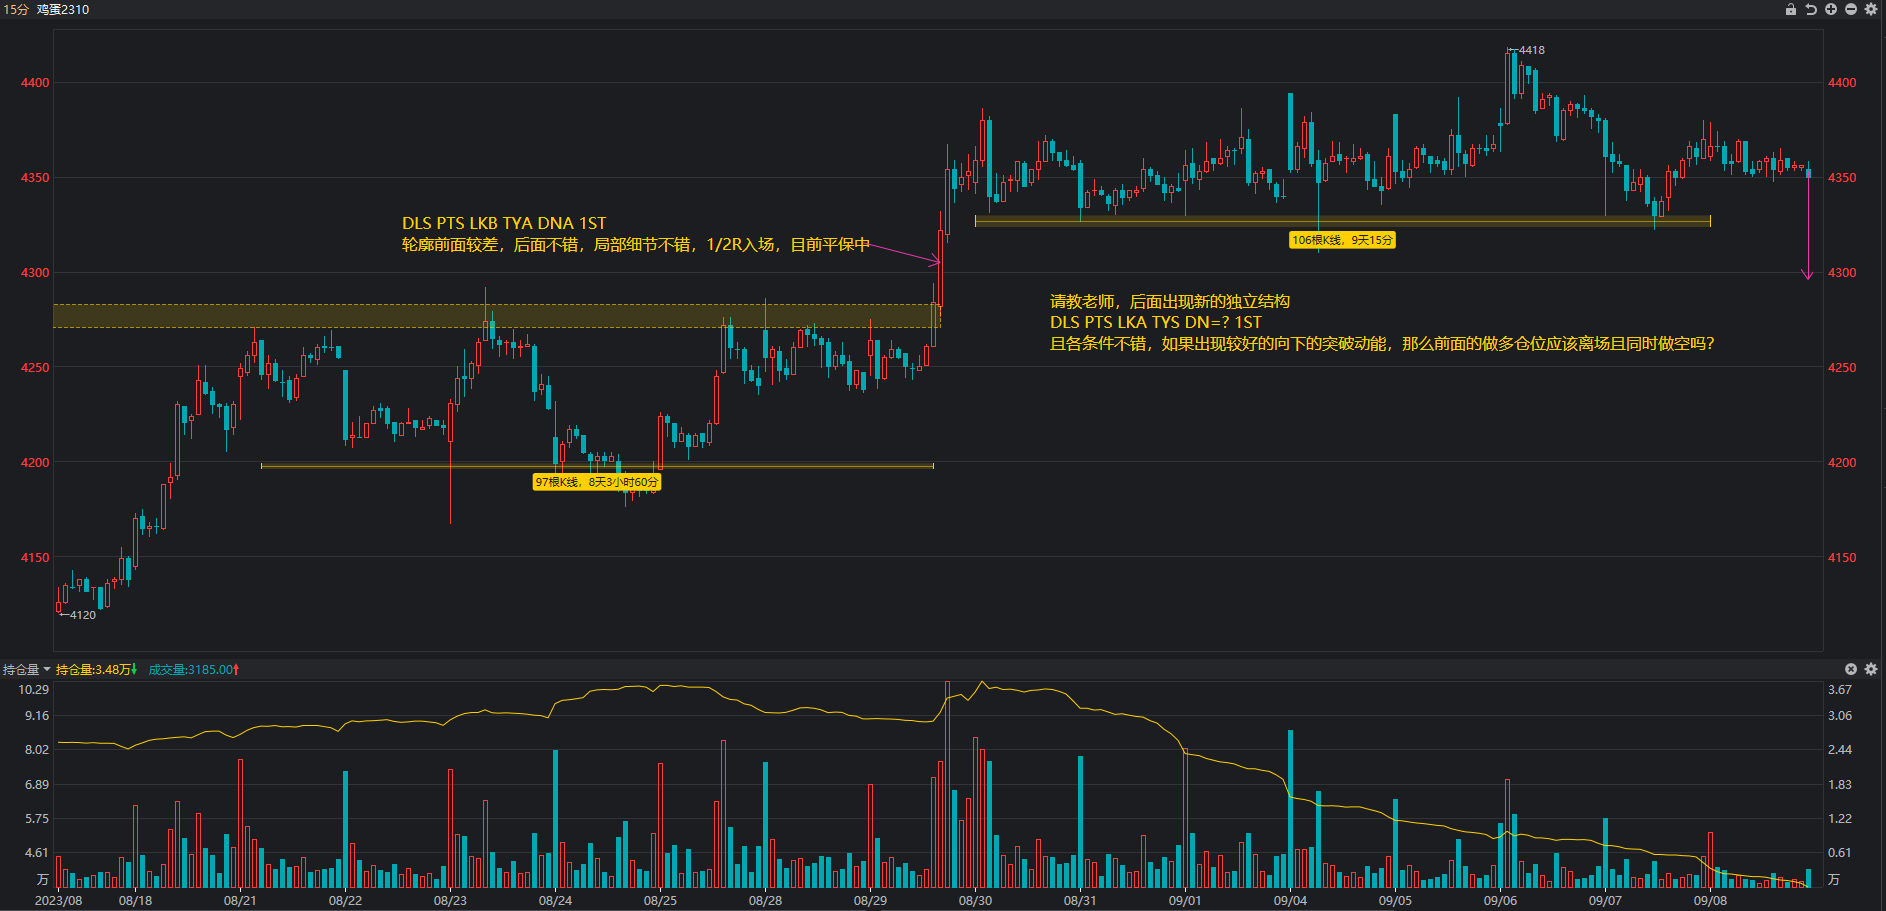 15分 鸡蛋2310
4418
4400 4400
4350 4350
DLS PTS LKB TYA DNA 1ST
轮廓前面较差，后面不错，局部细节不错，1/2R入场，目前平保中
106根K线，9天15分
4300 4300
请教老师，后面出现新的独立结构
DLS PTS LKA TYS DN=? 1ST
且各条件不错，如果出现较好的向下的突破动能，那么前面的做多仓位应该离场且同时做空吗？
4250 4250
4200 4200
97根K线，8天3小时60分
4150 4150
4120
持仓量 持仓量:3.48万 成交量:3185.00
10.29 3.67
9.16 3.06
8.02 2.44
6.89 1.83
5.75 1.22
4.61 0.61
万 万
2023/08 08/18 08/21 08/22 08/23 08/24 08/25 08/28 08/29 08/30 08/31 09/01 09/04 09/05 09/06 09/07 09/08